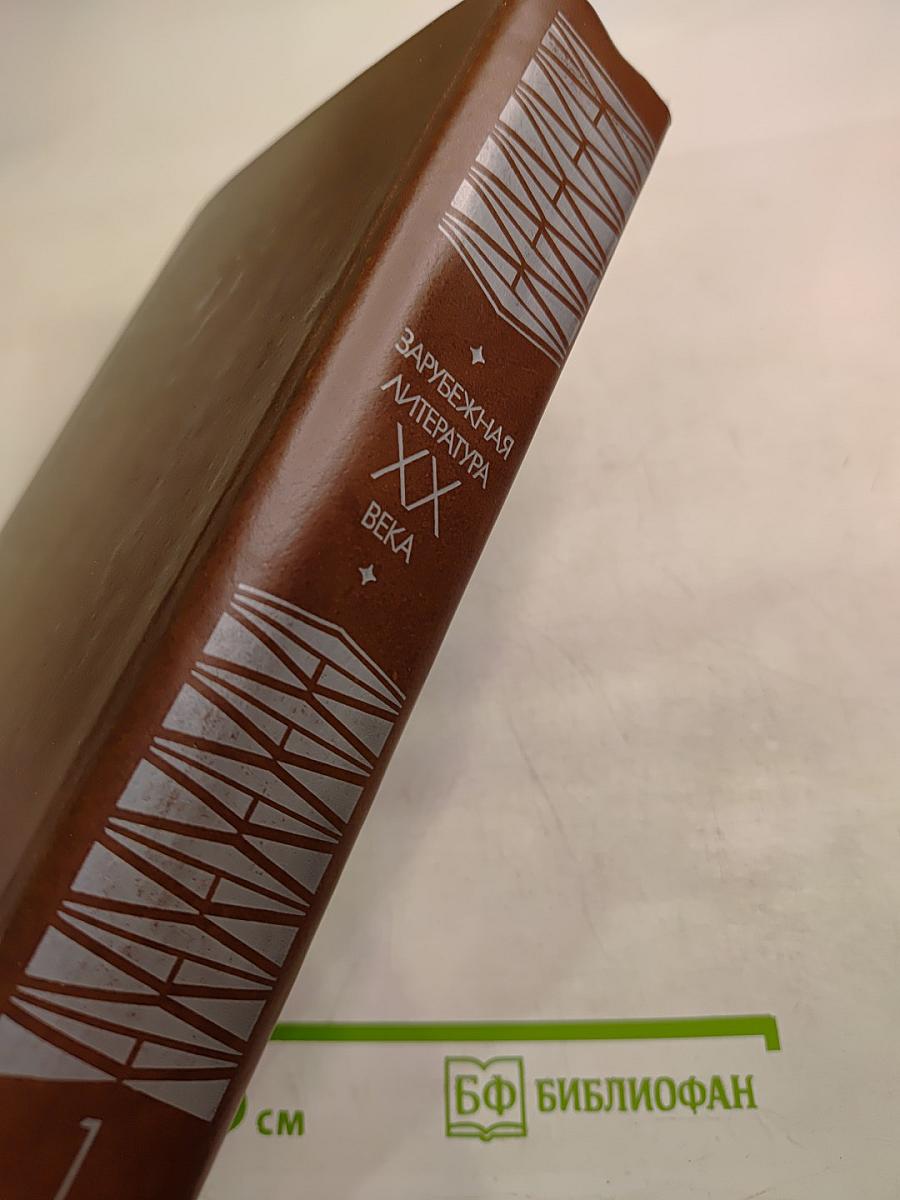 ЗАРУБЕЖНАЯ
ЛИТЕРАТУРА
XX
ВЕКА
1
см
БФ БИБЛИОФАН